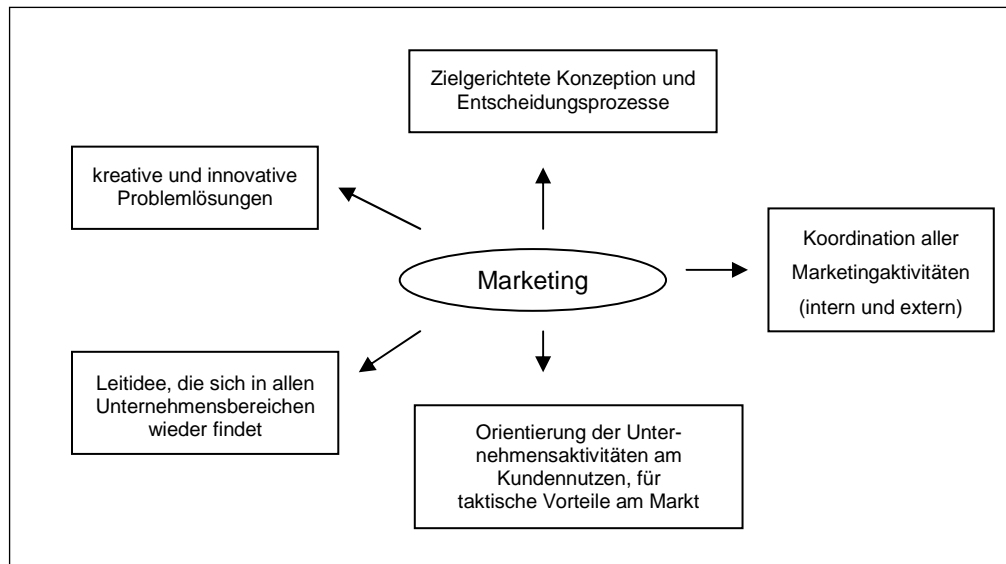 Zielgerichtete Konzeption und
Entscheidungsprozesse
kreative und innovative
Problemlösungen
Koordination aller
Marketingaktivitäten
(intern und extern)
Marketing
Leitidee, die sich in allen
Unternehmensbereichen
wieder findet
Orientierung der Unter-
nehmensaktivitäten am
Kundennutzen, für
taktische Vorteile am Markt